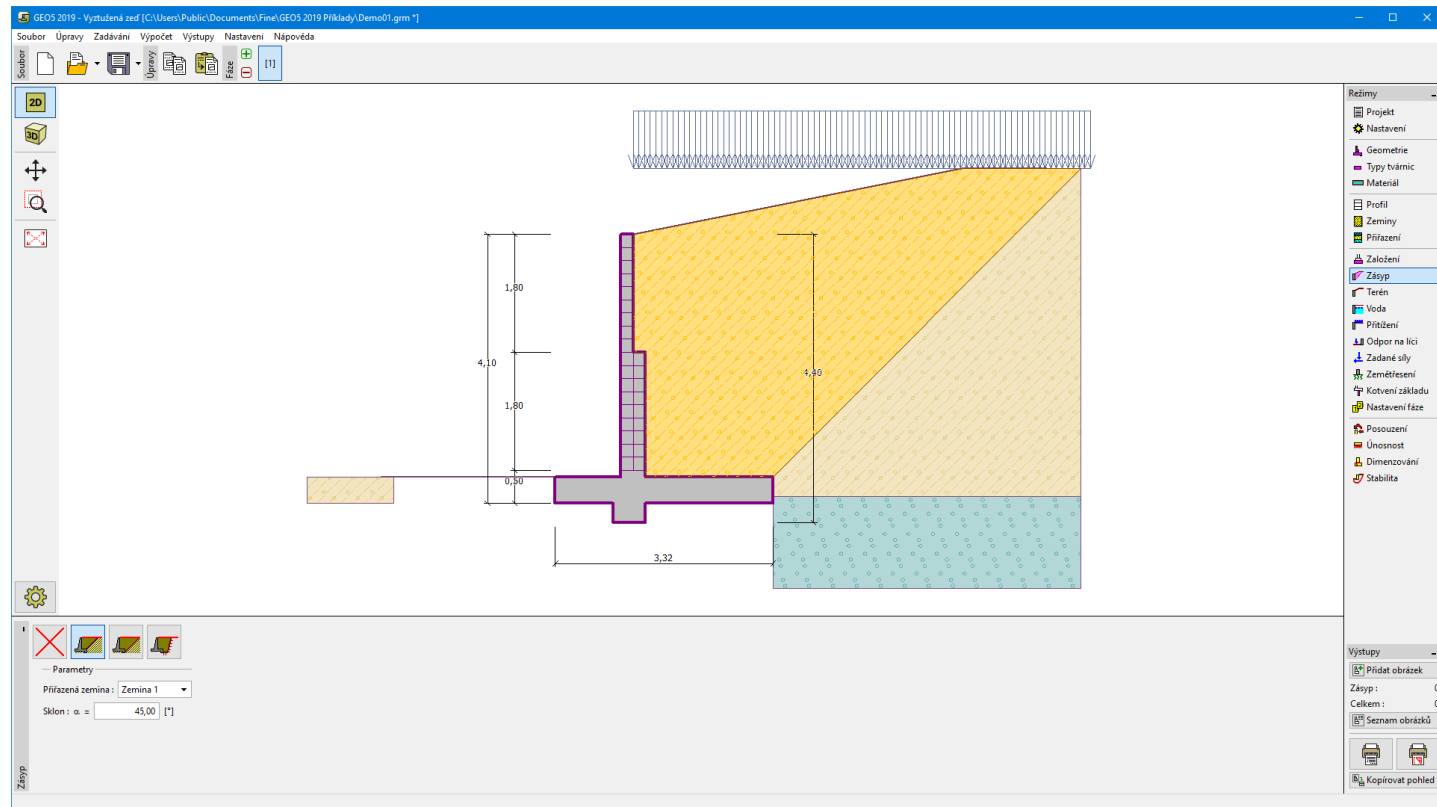 GEO5 2019 - Vyztužená zeď [C:\Users\Public\Documents\Fine\GEO5 2019 Příklady\Demo01.grm *]
Soubor Úpravy Zadávání Výpočet Výstupy Nastavení Nápověda
Soubor
Úpravy
Fáze
[1]
2D
3D
1,80
4,10
4,40
1,80
0,50
3,32
Režimy
Projekt
Nastavení
Geometrie
Typy tvárnic
Materiál
Profil
Zeminy
Přiřazení
Založení
Zásyp
Terén
Voda
Přitížení
Odpor na líci
Zadané síly
Zemětřesení
Kotvení základu
Nastavení fáze
Posouzení
Únosnost
Dimenzování
Stabilita
Zásyp
Parametry
Přiřazená zemina : Zemina 1
Sklon : α = 45,00 [°]
Výstupy
Přidat obrázek
Zásyp : 0
Celkem : 0
Seznam obrázků
Kopírovat pohled